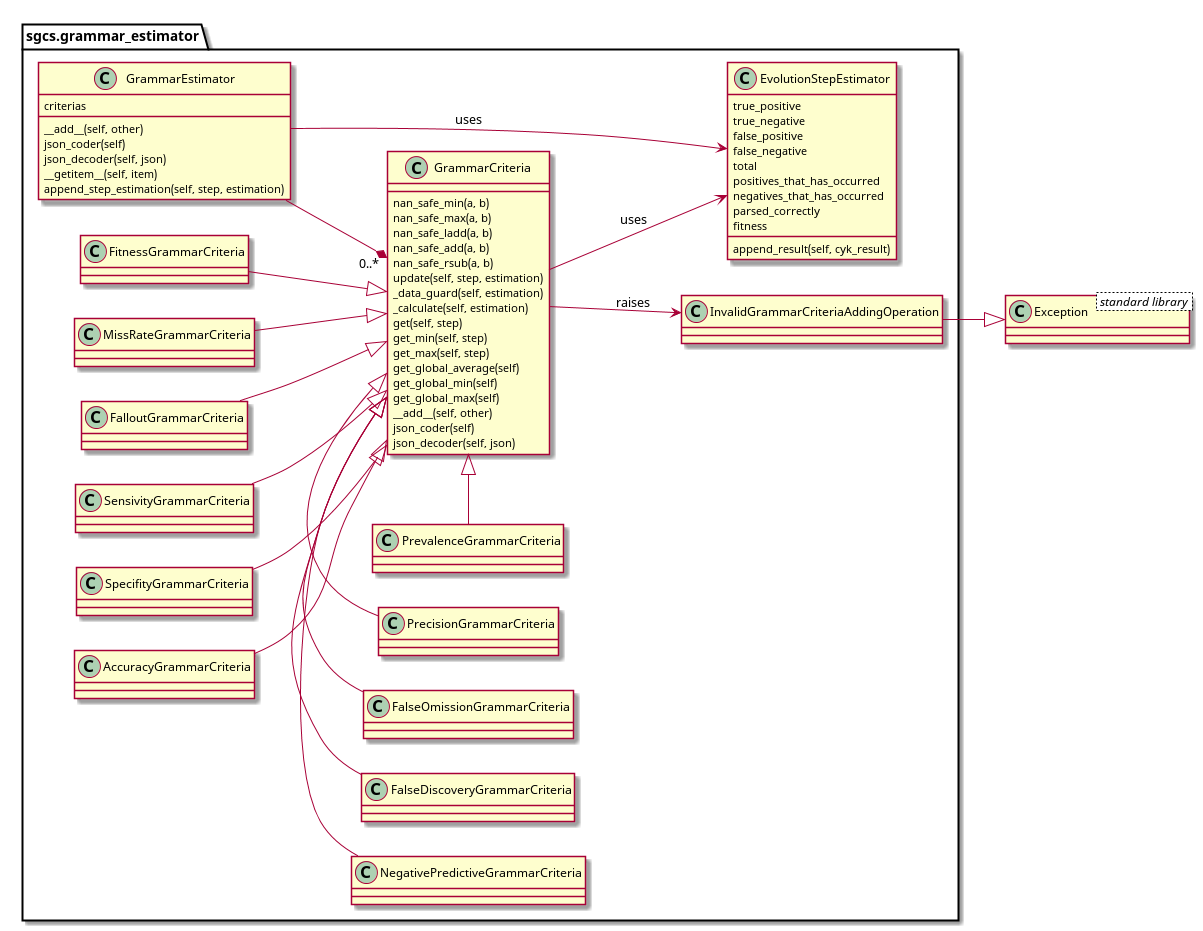 sgcs.grammar_estimator
C GrammarEstimator
criterias
__add__(self, other)
json_coder(self)
json_decoder(self, json)
__getitem__(self, item)
append_step_estimation(self, step, estimation)
uses
C EvolutionStepEstimator
true_positive
true_negative
false_positive
false_negative
total
positives_that_has_occurred
negatives_that_has_occurred
parsed_correctly
fitness
append_result(self, cyk_result)
C GrammarCriteria
nan_safe_min(a, b)
nan_safe_max(a, b)
nan_safe_ladd(a, b)
nan_safe_add(a, b)
nan_safe_rsub(a, b)
update(self, step, estimation)
_data_guard(self, estimation)
_calculate(self, estimation)
get(self, step)
get_min(self, step)
get_max(self, step)
get_global_average(self)
get_global_min(self)
get_global_max(self)
__add__(self, other)
json_coder(self)
json_decoder(self, json)
0..*
uses
raises
C InvalidGrammarCriteriaAddingOperation
C Exception
standard library
C FitnessGrammarCriteria
C MissRateGrammarCriteria
C FalloutGrammarCriteria
C SensivityGrammarCriteria
C SpecifityGrammarCriteria
C AccuracyGrammarCriteria
C PrevalenceGrammarCriteria
C PrecisionGrammarCriteria
C FalseOmissionGrammarCriteria
C FalseDiscoveryGrammarCriteria
C NegativePredictiveGrammarCriteria